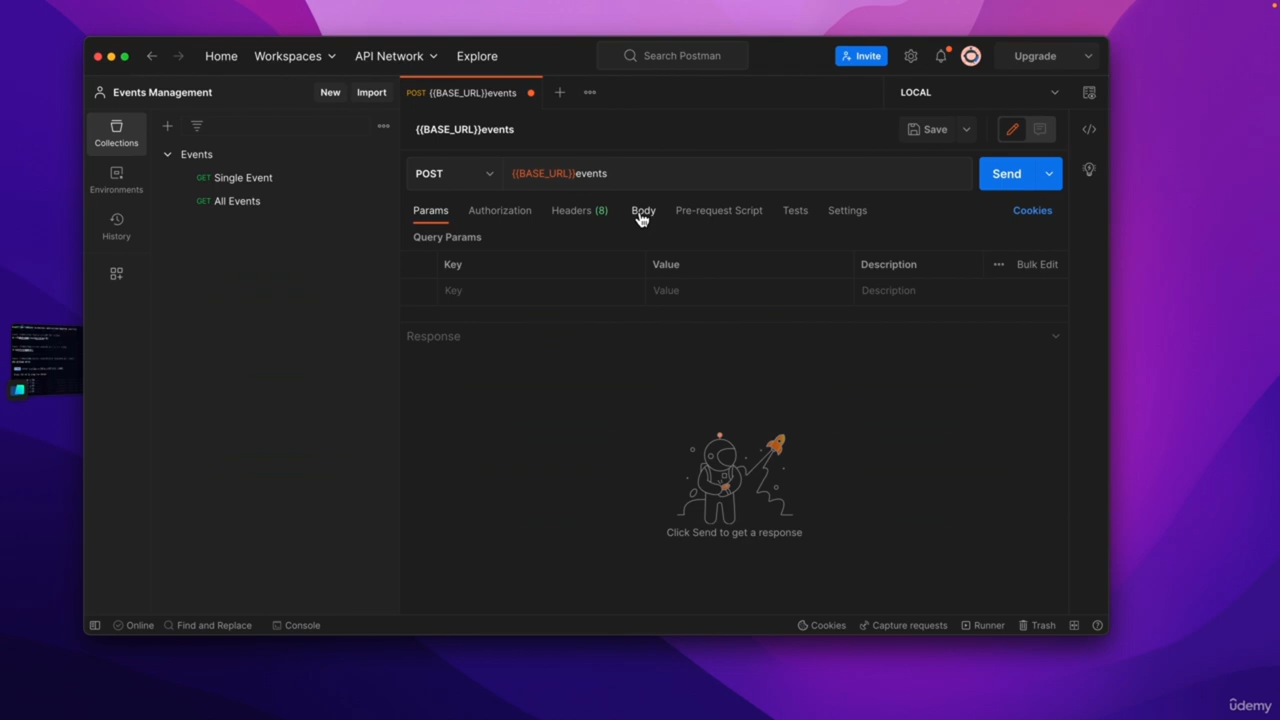 Home Workspaces API Network Explore Search Postman Invite Upgrade
Events Management New Import POST {{BASE_URL}}events LOCAL
Collections
Environments
History
Events
GET Single Event
GET All Events
{{BASE_URL}}events Save
POST {{BASE_URL}}events Send
Params Authorization Headers (8) Body Pre-request Script Tests Settings Cookies
Query Params
Key Value Description Bulk Edit
Key Value Description
Response
Click Send to get a response
Online Find and Replace Console Cookies Capture requests Runner Trash
ûdemy